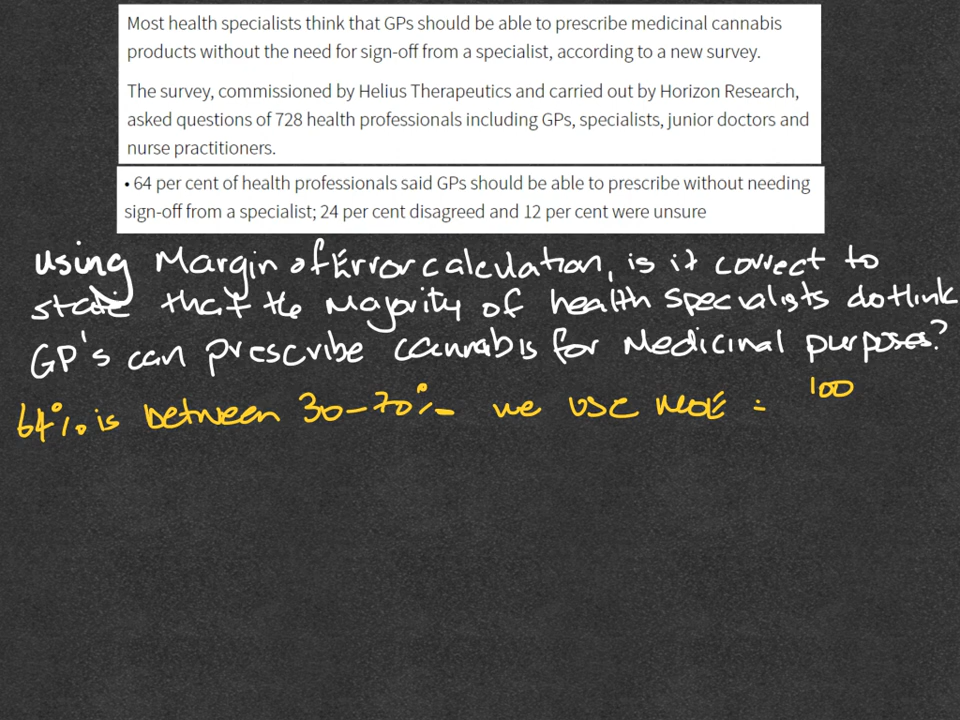 Most health specialists think that GPs should be able to prescribe medicinal cannabis
products without the need for sign-off from a specialist, according to a new survey.
The survey, commissioned by Helius Therapeutics and carried out by Horizon Research,
asked questions of 728 health professionals including GPs, specialists, junior doctors and
nurse practitioners.
• 64 per cent of health professionals said GPs should be able to prescribe without needing
sign-off from a specialist; 24 per cent disagreed and 12 per cent were unsure
Using Margin of Error calculation, is it correct to
state that the Majority of health specialists do think
GP's can prescribe cannabis for Medicinal purposes?
64% is between 30-70% we use MOE = 100